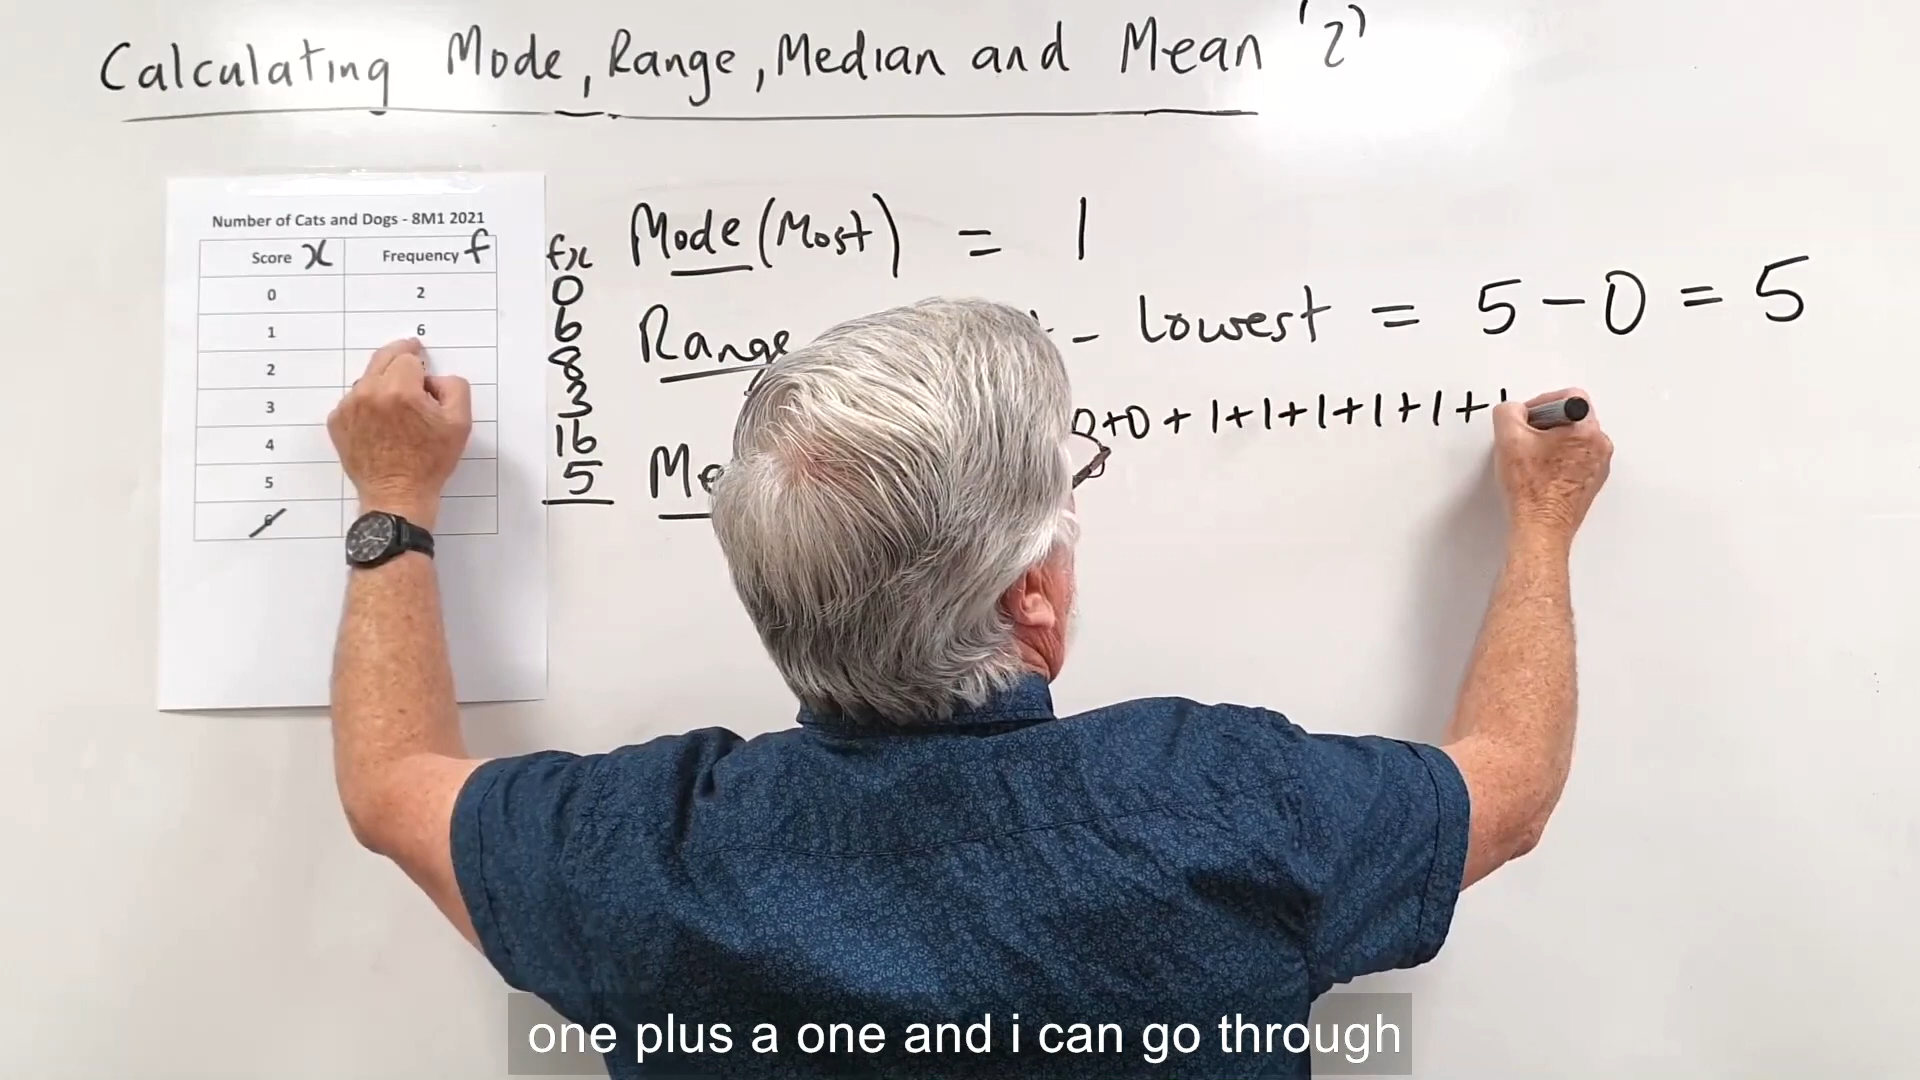 Calculating Mode, Range, Median and Mean '2'
Number of Cats and Dogs - 8M1 2021
Score x Frequency f fx
0 2 0
1 6 6
2 8
3 3
4 16
5 5
Mode (Most) = 1
Range - lowest = 5 - 0 = 5
0+0 + 1+1+1+1+1+1
one plus a one and i can go through